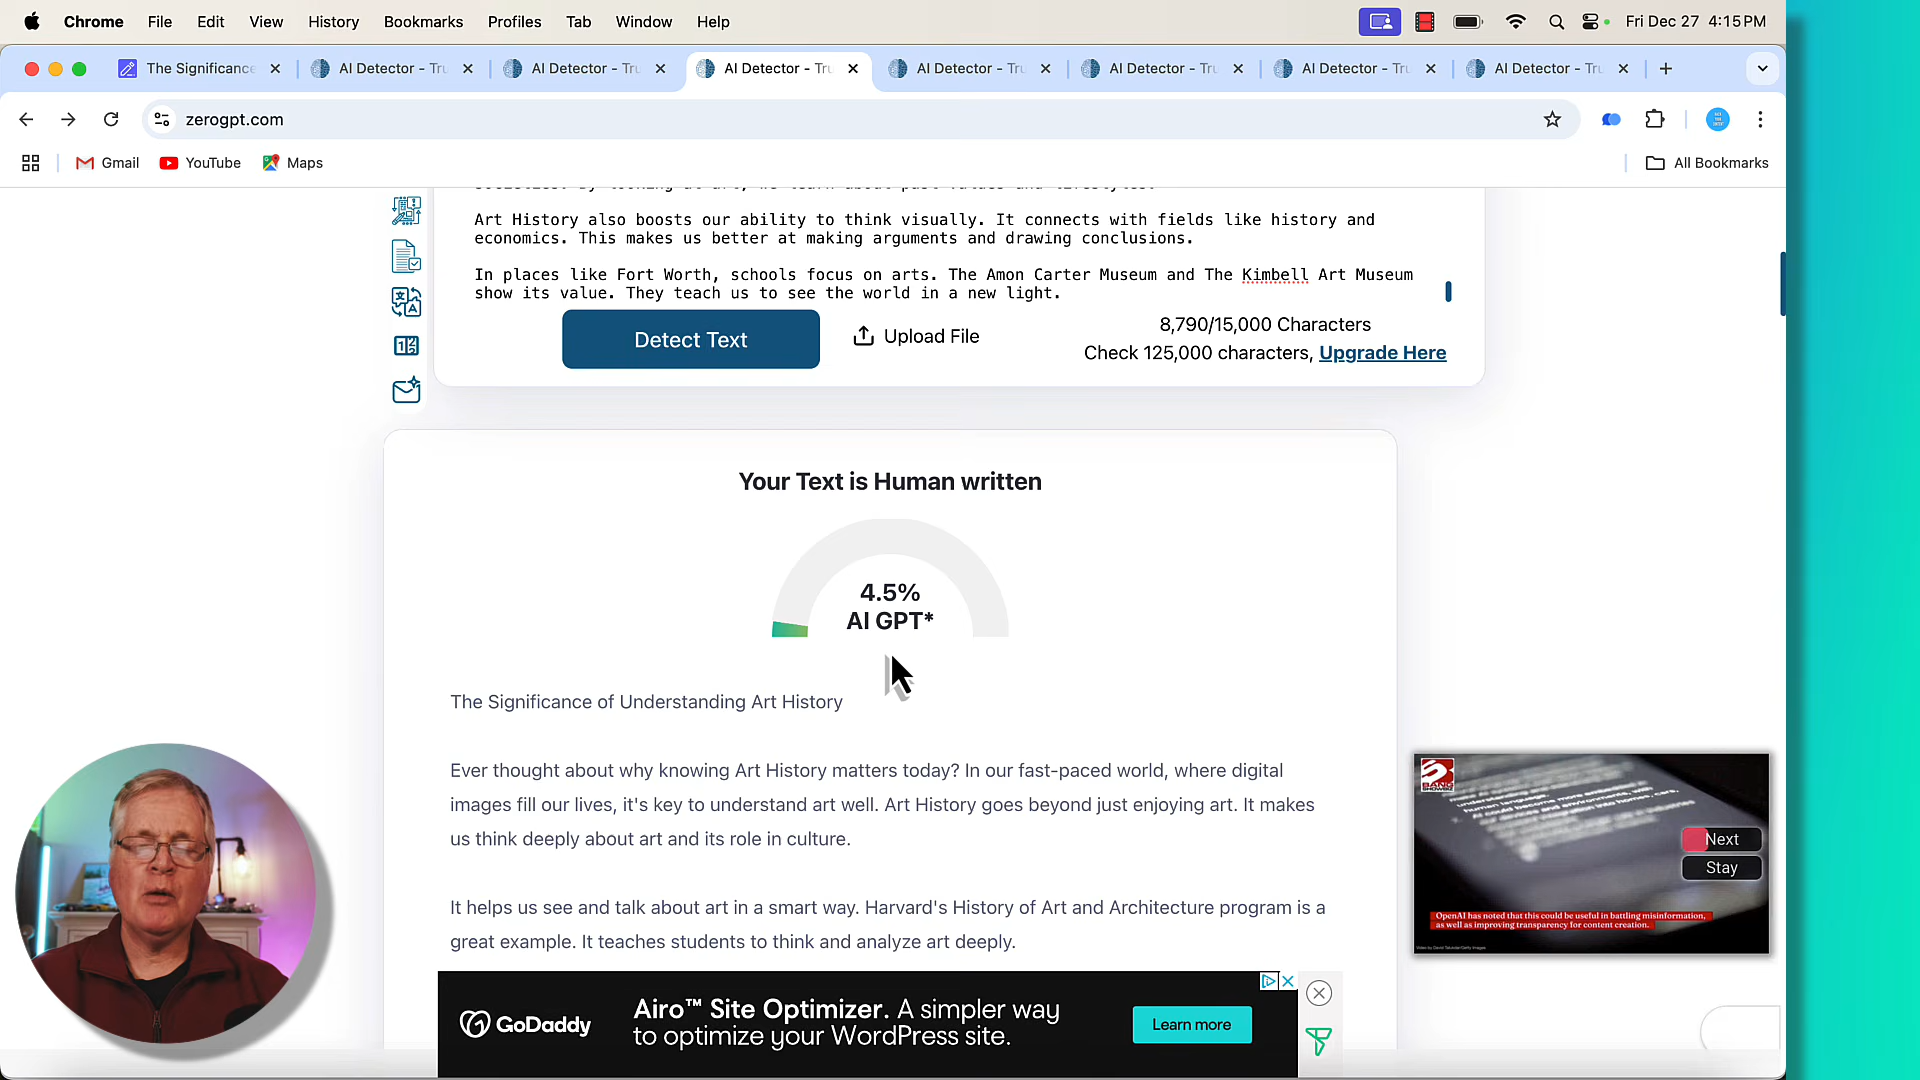 Chrome File Edit View History Bookmarks Profiles Tab Window Help Fri Dec 27 4:15 PM
The Significance AI Detector - Tru AI Detector - Tru AI Detector - Tru AI Detector - Tru AI Detector - Tru AI Detector - Tru AI Detector - Tru
zerogpt.com
Gmail YouTube Maps All Bookmarks
Art History also boosts our ability to think visually. It connects with fields like history and
economics. This makes us better at making arguments and drawing conclusions.
In places like Fort Worth, schools focus on arts. The Amon Carter Museum and The Kimbell Art Museum
show its value. They teach us to see the world in a new light.
Detect Text Upload File
8,790/15,000 Characters
Check 125,000 characters, Upgrade Here
Your Text is Human written
4.5%
AI GPT*
The Significance of Understanding Art History
Ever thought about why knowing Art History matters today? In our fast-paced world, where digital
images fill our lives, it's key to understand art well. Art History goes beyond just enjoying art. It makes
us think deeply about art and its role in culture.
It helps us see and talk about art in a smart way. Harvard's History of Art and Architecture program is a
great example. It teaches students to think and analyze art deeply.
Next
Stay
OpenAI has noted that this could be useful in battling misinformation,
as well as improving transparency for content creation.
GoDaddy
Airo™ Site Optimizer. A simpler way
to optimize your WordPress site.
Learn more